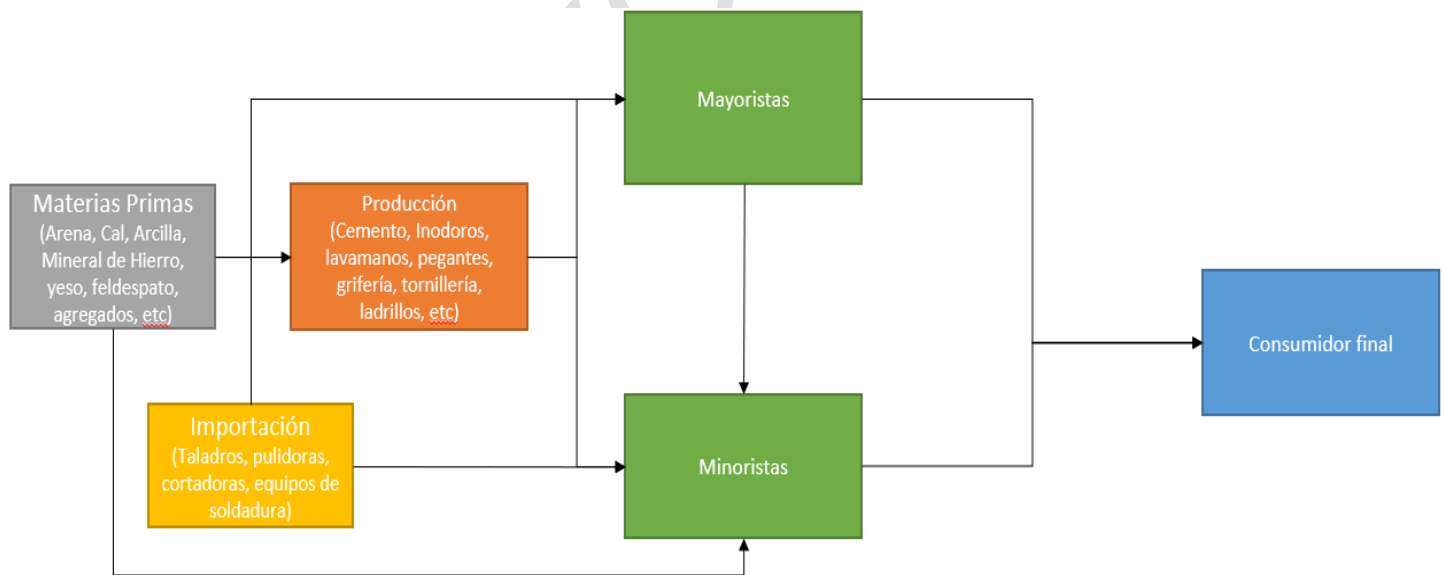 Mayoristas
Materias Primas
(Arena, Cal, Arcilla,
Mineral de Hierro,
yeso, feldespato,
agregados, etc)
Producción
(Cemento, Inodoros,
lavamanos, pegantes,
grifería, tornillería,
ladrillos, etc)
Consumidor final
Importación
(Taladros, pulidoras,
cortadoras, equipos de
soldadura)
Minoristas